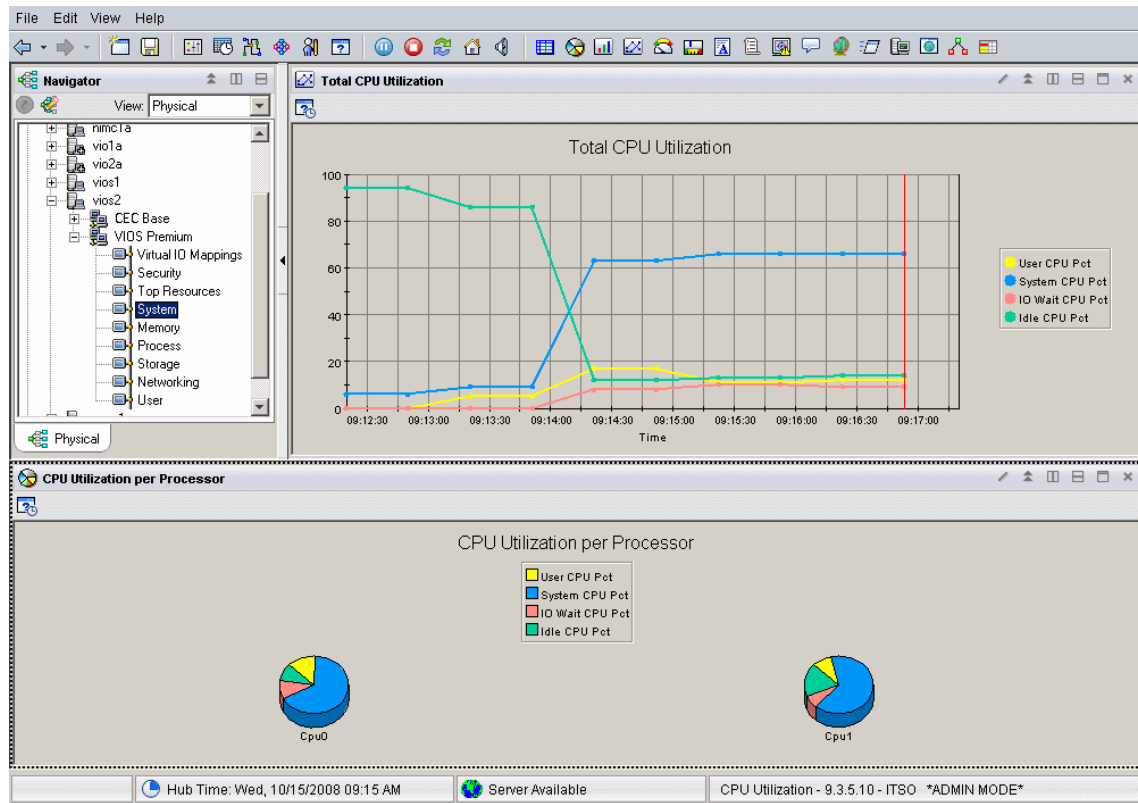 File Edit View Help
Navigator
View: Physical
nimc1a
vio1a
vio2a
vios1
vios2
CEC Base
VIOS Premium
Virtual IO Mappings
Security
Top Resources
System
Memory
Process
Storage
Networking
User
Physical
Total CPU Utilization
Total CPU Utilization
100
80
60
40
20
0
09:12:30 09:13:00 09:13:30 09:14:00 09:14:30 09:15:00 09:15:30 09:16:00 09:16:30 09:17:00
Time
User CPU Pct
System CPU Pct
IO Wait CPU Pct
Idle CPU Pct
CPU Utilization per Processor
CPU Utilization per Processor
User CPU Pct
System CPU Pct
IO Wait CPU Pct
Idle CPU Pct
Cpu0
Cpu1
Hub Time: Wed, 10/15/2008 09:15 AM
Server Available
CPU Utilization - 9.3.5.10 - ITSO *ADMIN MODE*